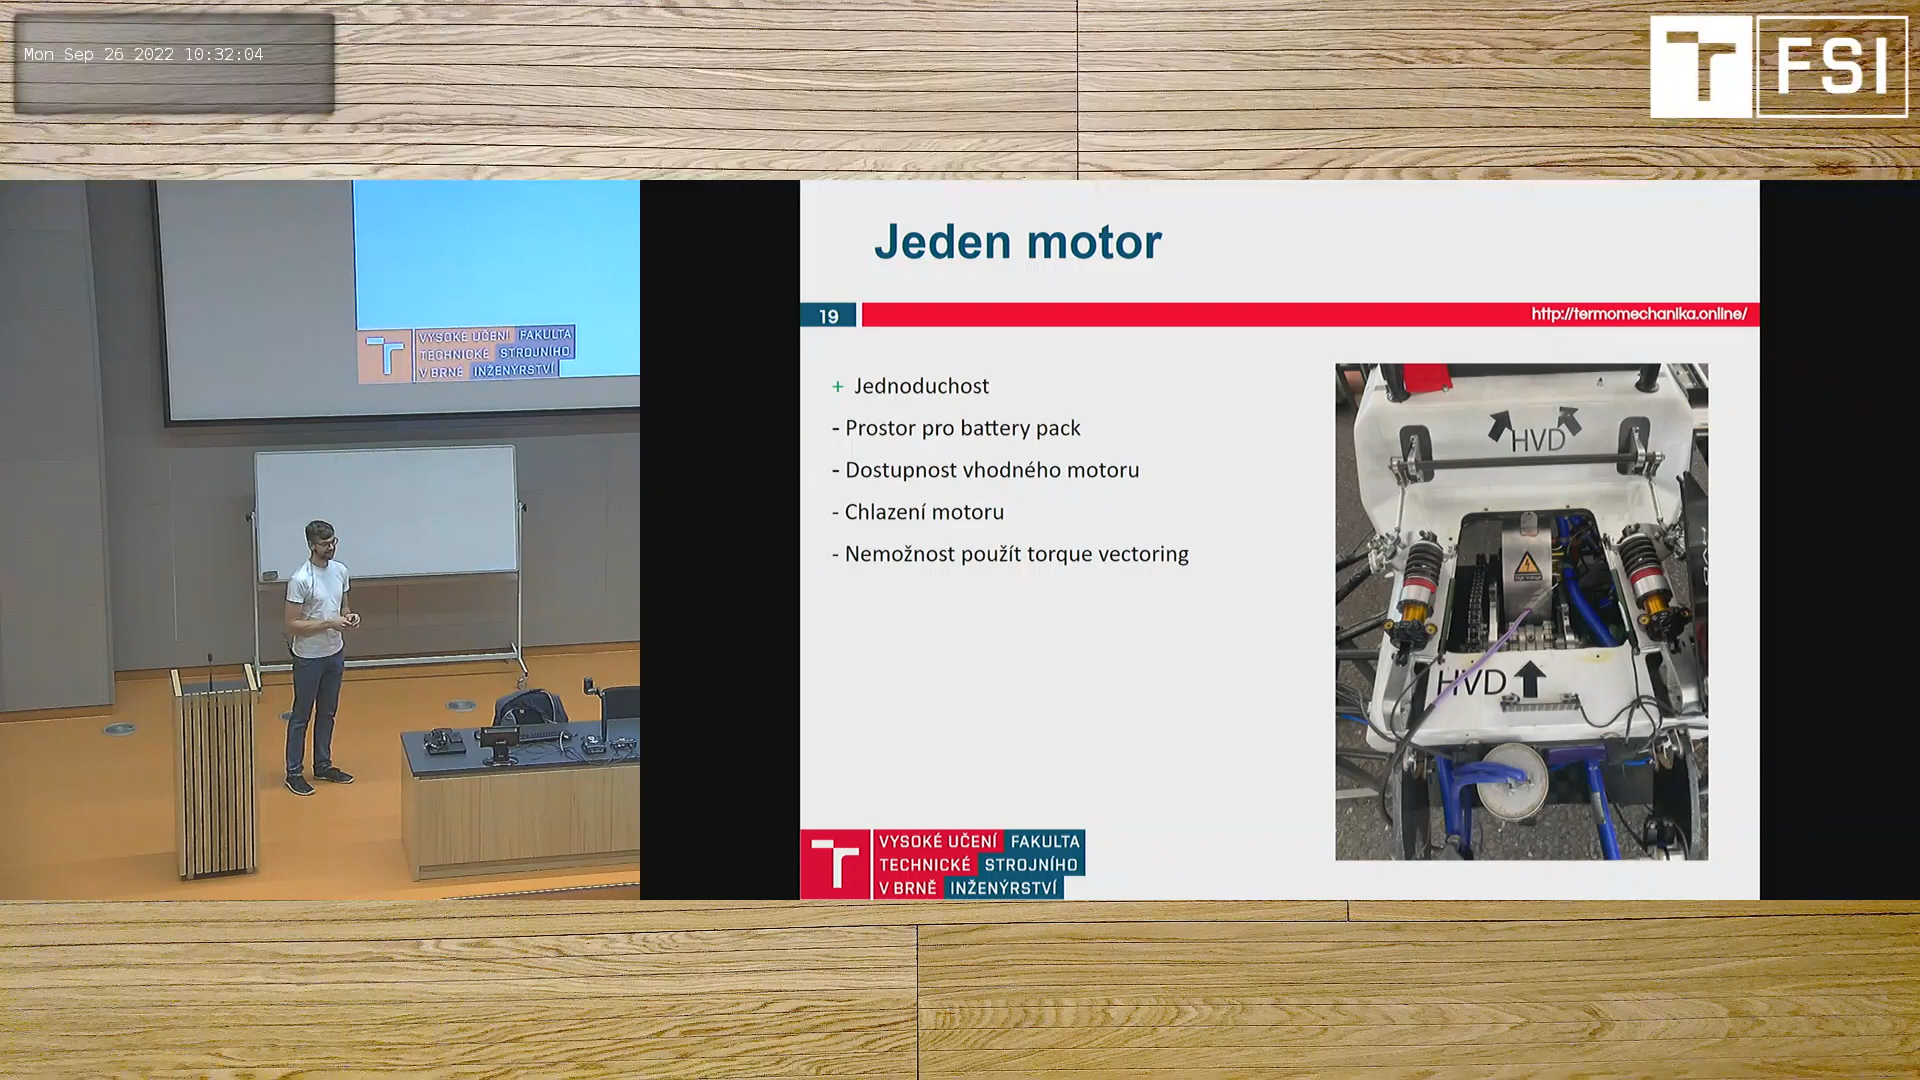 Mon Sep 26 2022 10:32:04
T FSI
VYSOKÉ UČENÍ FAKULTA
TECHNICKÉ STROJNÍHO
V BRNĚ INŽENÝRSTVÍ
Jeden motor
19
http://termomechanika.online/
+ Jednoduchost
- Prostor pro battery pack
- Dostupnost vhodného motoru
- Chlazení motoru
- Nemožnost použít torque vectoring
HVD
HVD
VYSOKÉ UČENÍ FAKULTA
TECHNICKÉ STROJNÍHO
V BRNĚ INŽENÝRSTVÍ